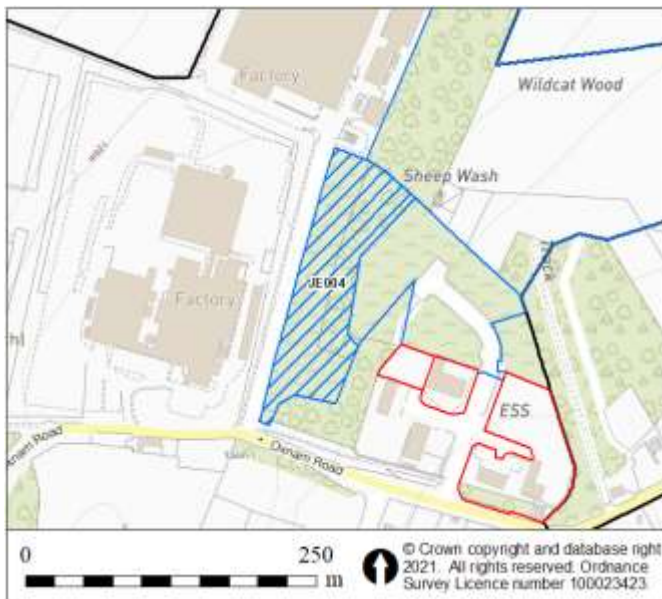 Factory
Wildcat Wood
Sheep Wash
Track
JE004
Factory
ESS
Oxnam Road
0
250
m
© Crown copyright and database right
2021. All rights reserved. Ordnance
Survey Licence number 100023423.